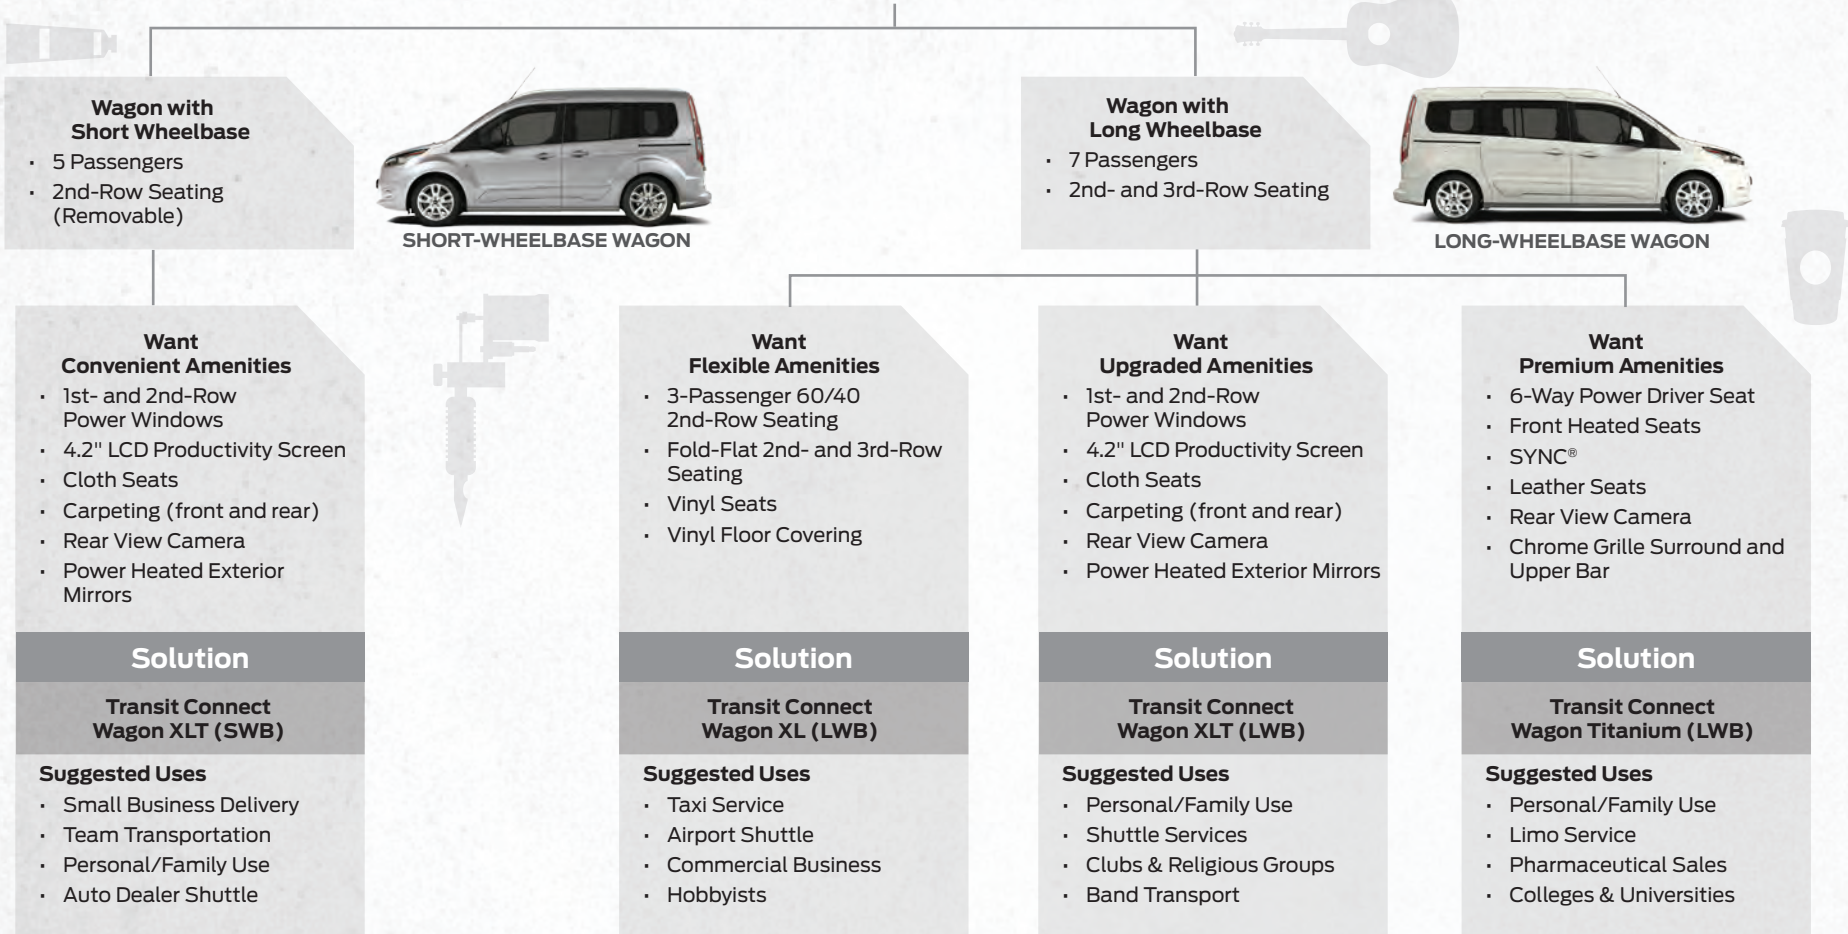 Wagon with
Short Wheelbase
· 5 Passengers
· 2nd-Row Seating
(Removable)
SHORT-WHEELBASE WAGON
Wagon with
Long Wheelbase
· 7 Passengers
· 2nd- and 3rd-Row Seating
LONG-WHEELBASE WAGON
Want
Convenient Amenities
· 1st- and 2nd-Row
Power Windows
· 4.2" LCD Productivity Screen
· Cloth Seats
· Carpeting (front and rear)
· Rear View Camera
· Power Heated Exterior
Mirrors
Solution
Transit Connect
Wagon XLT (SWB)
Suggested Uses
· Small Business Delivery
· Team Transportation
· Personal/Family Use
· Auto Dealer Shuttle
Want
Flexible Amenities
· 3-Passenger 60/40
2nd-Row Seating
· Fold-Flat 2nd- and 3rd-Row
Seating
· Vinyl Seats
· Vinyl Floor Covering
Solution
Transit Connect
Wagon XL (LWB)
Suggested Uses
· Taxi Service
· Airport Shuttle
· Commercial Business
· Hobbyists
Want
Upgraded Amenities
· 1st- and 2nd-Row
Power Windows
· 4.2" LCD Productivity Screen
· Cloth Seats
· Carpeting (front and rear)
· Rear View Camera
· Power Heated Exterior Mirrors
Solution
Transit Connect
Wagon XLT (LWB)
Suggested Uses
· Personal/Family Use
· Shuttle Services
· Clubs & Religious Groups
· Band Transport
Want
Premium Amenities
· 6-Way Power Driver Seat
· Front Heated Seats
· SYNC®
· Leather Seats
· Rear View Camera
· Chrome Grille Surround and
Upper Bar
Solution
Transit Connect
Wagon Titanium (LWB)
Suggested Uses
· Personal/Family Use
· Limo Service
· Pharmaceutical Sales
· Colleges & Universities